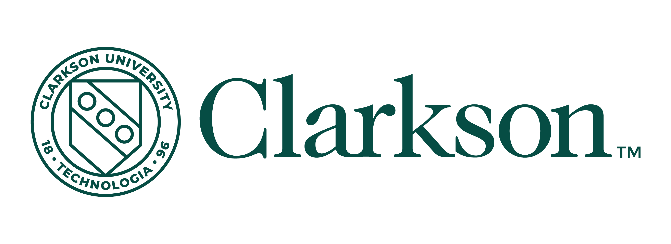 CLARKSON UNIVERSITY
18 • TECHNOLOGIA • 96
Clarkson™